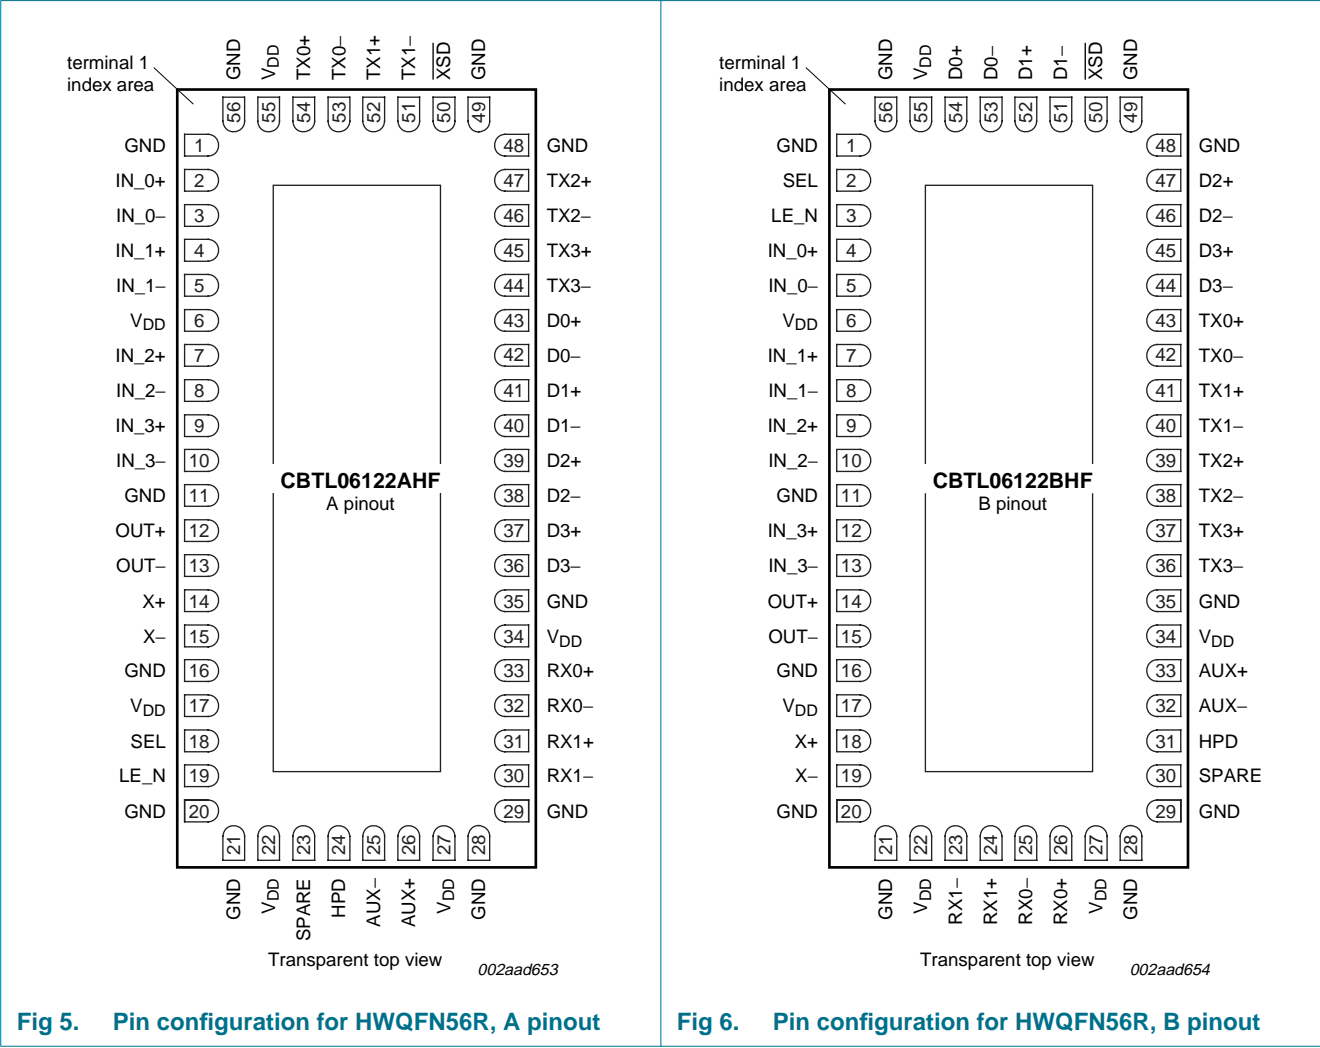 terminal 1
index area
GND
VDD
TX0+
TX0−
TX1+
TX1−
XSD
GND
56
55
54
53
52
51
50
49
GND 1
IN_0+ 2
IN_0− 3
IN_1+ 4
IN_1− 5
VDD 6
IN_2+ 7
IN_2− 8
IN_3+ 9
IN_3− 10
GND 11
OUT+ 12
OUT− 13
X+ 14
X− 15
GND 16
VDD 17
SEL 18
LE_N 19
GND 20
48 GND
47 TX2+
46 TX2−
45 TX3+
44 TX3−
43 D0+
42 D0−
41 D1+
40 D1−
39 D2+
38 D2−
37 D3+
36 D3−
35 GND
34 VDD
33 RX0+
32 RX0−
31 RX1+
30 RX1−
29 GND
CBTL06122AHF
A pinout
21
22
23
24
25
26
27
28
GND
VDD
SPARE
HPD
AUX−
AUX+
VDD
GND
Transparent top view
002aad653
Fig 5. Pin configuration for HWQFN56R, A pinout
terminal 1
index area
GND
VDD
D0+
D0−
D1+
D1−
XSD
GND
56
55
54
53
52
51
50
49
GND 1
SEL 2
LE_N 3
IN_0+ 4
IN_0− 5
VDD 6
IN_1+ 7
IN_1− 8
IN_2+ 9
IN_2− 10
GND 11
IN_3+ 12
IN_3− 13
OUT+ 14
OUT− 15
GND 16
VDD 17
X+ 18
X− 19
GND 20
48 GND
47 D2+
46 D2−
45 D3+
44 D3−
43 TX0+
42 TX0−
41 TX1+
40 TX1−
39 TX2+
38 TX2−
37 TX3+
36 TX3−
35 GND
34 VDD
33 AUX+
32 AUX−
31 HPD
30 SPARE
29 GND
CBTL06122BHF
B pinout
21
22
23
24
25
26
27
28
GND
VDD
RX1−
RX1+
RX0−
RX0+
VDD
GND
Transparent top view
002aad654
Fig 6. Pin configuration for HWQFN56R, B pinout